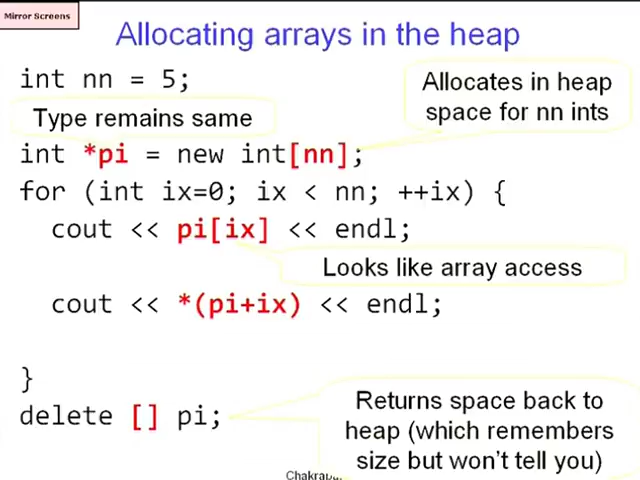 Mirror Screens
Allocating arrays in the heap
int nn = 5;
Allocates in heap
space for nn ints
Type remains same
int *pi = new int[nn];
for (int ix=0; ix < nn; ++ix) {
cout << pi[ix] << endl;
Looks like array access
cout << *(pi+ix) << endl;
}
delete [] pi;
Returns space back to
heap (which remembers
size but won't tell you)